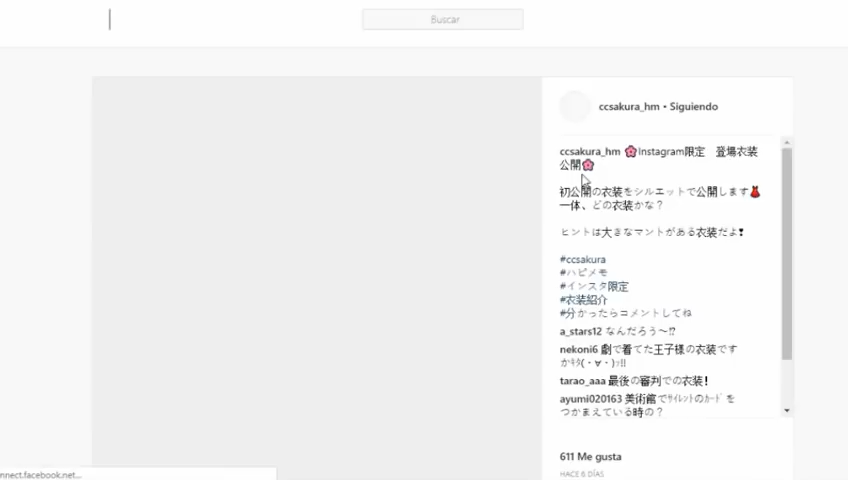 Buscar
ccsakura_hm • Siguiendo
ccsakura_hm 🌸Instagram限定　登場衣装
公開🌸
初公開の衣装をシルエットで公開します💃
一体、どの衣装かな？
ヒントは大きなマントがある衣装だよ❣
#ccsakura
#ハピメモ
#インスタ限定
#衣装紹介
#分かったらコメントしてね
a_stars12 なんだろう〜⁉
nekoni6 劇で着てた王子様の衣装です
かｷﾀ(・∀・)ｯ!!
tarao_aaa 最後の審判での衣装！
ayumi020163 美術館でｻｲﾚﾝﾄのｶｰﾄﾞを
つかまえている時の？
611 Me gusta
HACE 6 DÍAS
nnect.facebook.net...